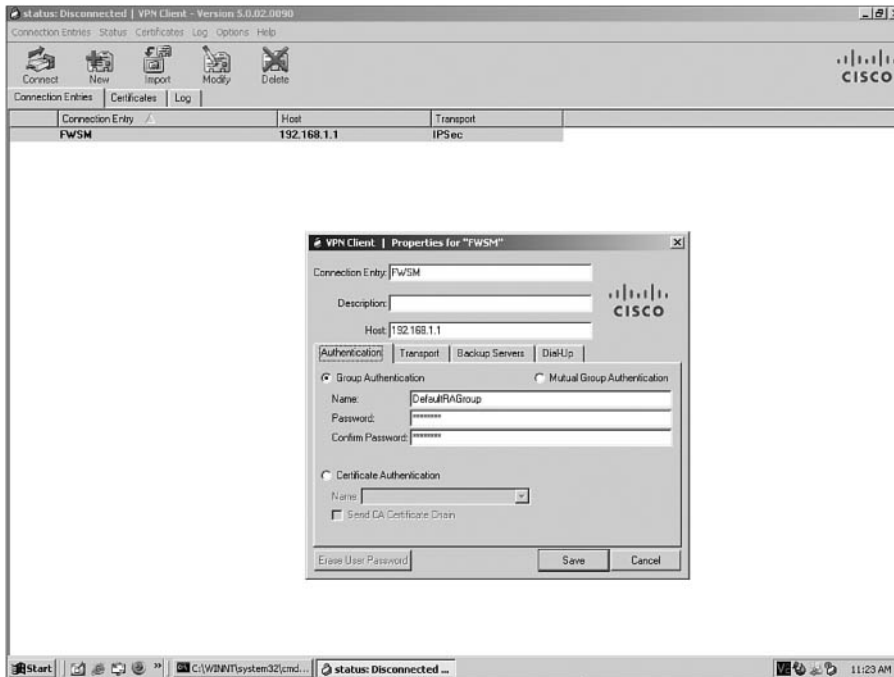 status: Disconnected | VPN Client - Version 5.0.02.0090
Connection Entries Status Certificates Log Options Help
Connect New Import Modify Delete
CISCO
Connection Entries Certificates Log
Connection Entry Host Transport
FWSM 192.168.1.1 IPSec
VPN Client | Properties for "FWSM"
Connection Entry: FWSM
Description:
CISCO
Host: 192.168.1.1
Authentication Transport Backup Servers Dial-Up
Group Authentication Mutual Group Authentication
Name: DefaultRAGroup
Password: ********
Confirm Password: ********
Certificate Authentication
Name:
Send CA Certificate Chain
Erase User Password Save Cancel
Start » C:\WINNT\system32\cmd... status: Disconnected ... 11:23 AM